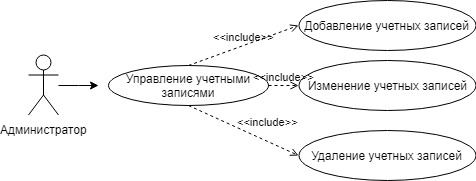 Добавление учетных записей
<<include>>
Управление учетными
записями
<<include>>
Изменение учетных записей
Администратор
<<include>>
Удаление учетных записей